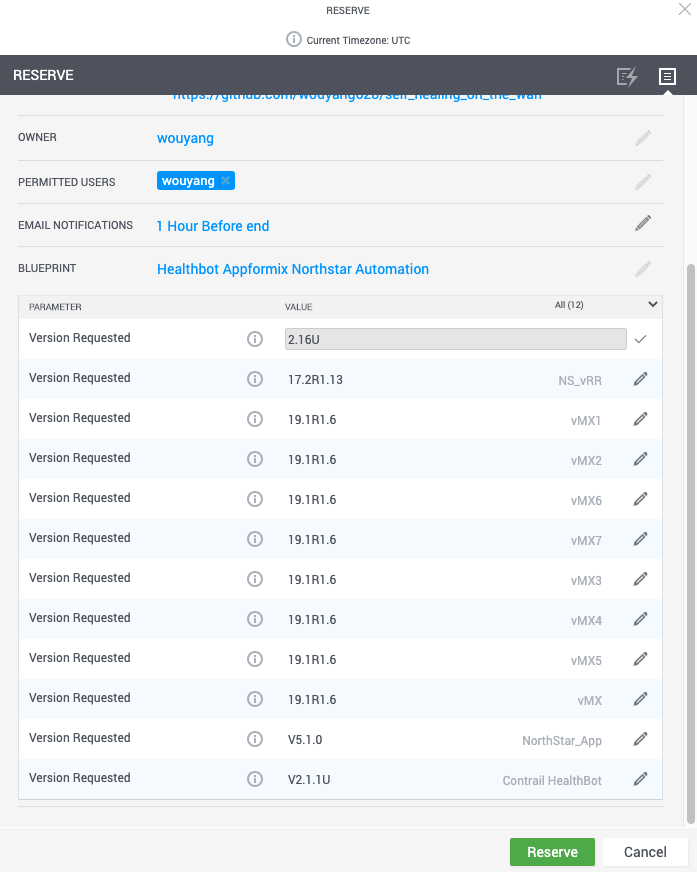 RESERVE
Current Timezone: UTC
RESERVE
https://github.com/wouyang628/self_healing_on_the_wan
OWNER wouyang
PERMITTED USERS wouyang
EMAIL NOTIFICATIONS 1 Hour Before end
BLUEPRINT Healthbot Appformix Northstar Automation
PARAMETER VALUE All (12)
Version Requested 2.16U
Version Requested 17.2R1.13 NS_vRR
Version Requested 19.1R1.6 vMX1
Version Requested 19.1R1.6 vMX2
Version Requested 19.1R1.6 vMX6
Version Requested 19.1R1.6 vMX7
Version Requested 19.1R1.6 vMX3
Version Requested 19.1R1.6 vMX4
Version Requested 19.1R1.6 vMX5
Version Requested 19.1R1.6 vMX
Version Requested V5.1.0 NorthStar_App
Version Requested V2.1.1U Contrail HealthBot
Reserve Cancel